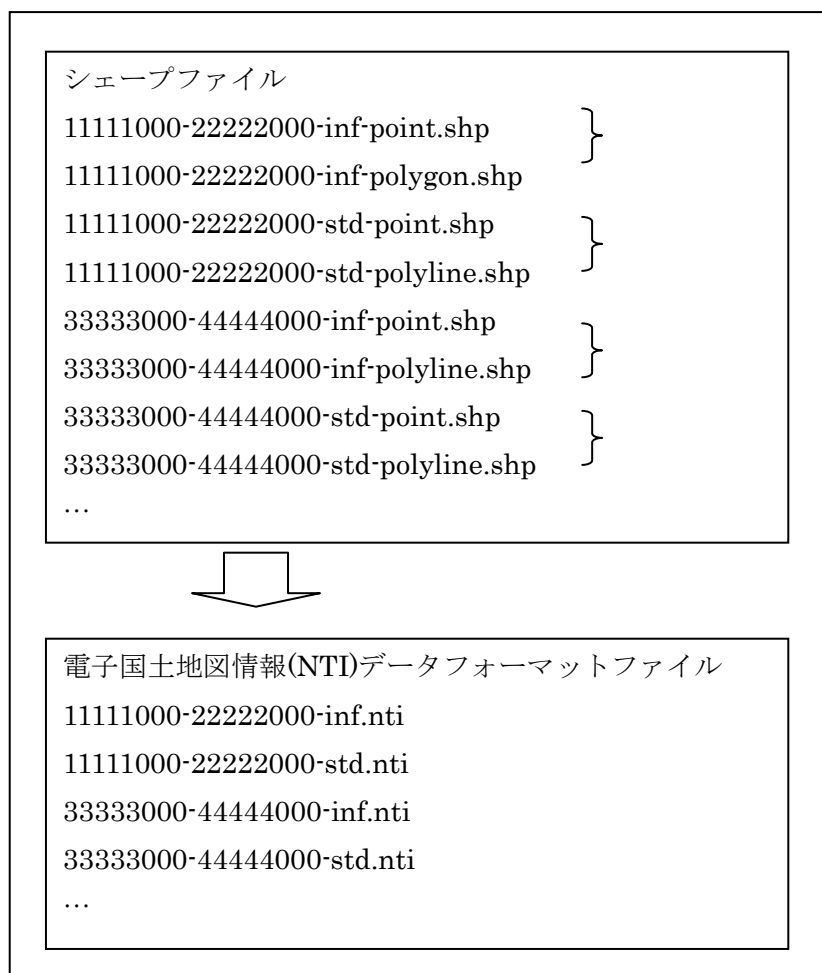 シェープファイル
11111000-22222000-inf-point.shp
11111000-22222000-inf-polygon.shp
11111000-22222000-std-point.shp
11111000-22222000-std-polyline.shp
33333000-44444000-inf-point.shp
33333000-44444000-inf-polyline.shp
33333000-44444000-std-point.shp
33333000-44444000-std-polyline.shp
…
電子国土地図情報(NTI)データフォーマットファイル
11111000-22222000-inf.nti
11111000-22222000-std.nti
33333000-44444000-inf.nti
33333000-44444000-std.nti
…